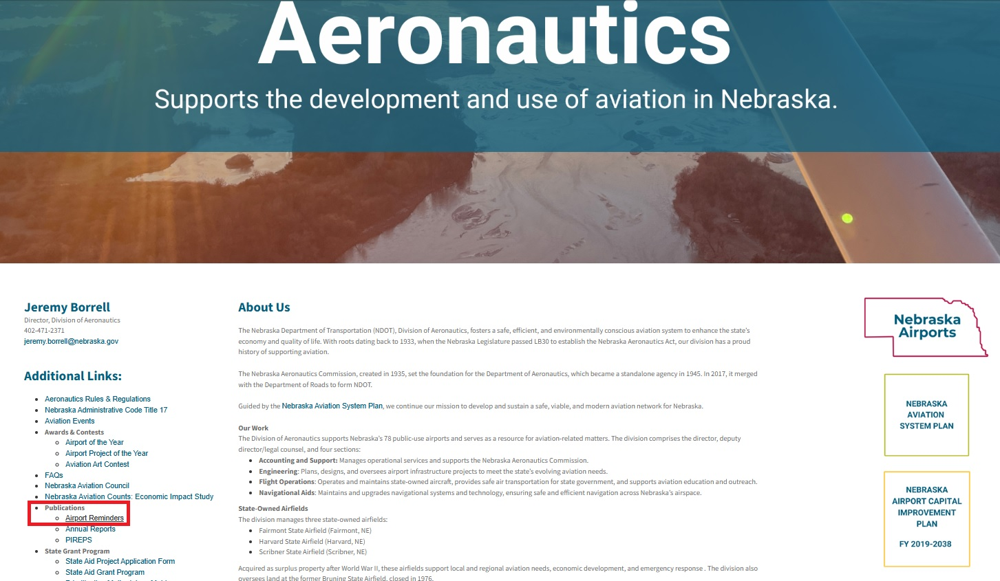 Aeronautics
Supports the development and use of aviation in Nebraska.
Jeremy Borrell
Director, Division of Aeronautics
402-471-2371
jeremy.borrell@nebraska.gov
Additional Links:
Aeronautics Rules & Regulations
Nebraska Administrative Code Title 17
Aviation Events
Awards & Contests
Airport of the Year
Airport Project of the Year
Aviation Art Contest
FAQs
Nebraska Aviation Council
Nebraska Aviation Counts: Economic Impact Study
Publications
Airport Reminders
Annual Reports
PIREPS
State Grant Program
State Aid Project Application Form
State Aid Grant Program
About Us
The Nebraska Department of Transportation (NDOT), Division of Aeronautics, fosters a safe, efficient, and environmentally conscious aviation system to enhance the state's
economy and quality of life. With roots dating back to 1933, when the Nebraska Legislature passed LB30 to establish the Nebraska Aeronautics Act, our division has a proud
history of supporting aviation.
The Nebraska Aeronautics Commission, created in 1935, set the foundation for the Department of Aeronautics, which became a standalone agency in 1945. In 2017, it merged
with the Department of Roads to form NDOT.
Guided by the Nebraska Aviation System Plan, we continue our mission to develop and sustain a safe, viable, and modern aviation network for Nebraska.
Our Work
The Division of Aeronautics supports Nebraska's 78 public-use airports and serves as a resource for aviation-related matters. The division comprises the director, deputy
director/legal counsel, and four sections:
Accounting and Support: Manages operational services and supports the Nebraska Aeronautics Commission.
Engineering: Plans, designs, and oversees airport infrastructure projects to meet the state's evolving aviation needs.
Flight Operations: Operates and maintains state-owned aircraft, provides safe air transportation for state government, and supports aviation education and outreach.
Navigational Aids: Maintains and upgrades navigational systems and technology, ensuring safe and efficient navigation across Nebraska's airspace.
State-Owned Airfields
The division manages three state-owned airfields:
Fairmont State Airfield (Fairmont, NE)
Harvard State Airfield (Harvard, NE)
Scribner State Airfield (Scribner, NE)
Acquired as surplus property after World War II, these airfields support local and regional aviation needs, economic development, and emergency response . The division also
oversees land at the former Bruning State Airfield, closed in 1976.
Nebraska
Airports
NEBRASKA
AVIATION
SYSTEM PLAN
NEBRASKA
AIRPORT CAPITAL
IMPROVEMENT
PLAN
FY 2019-2038